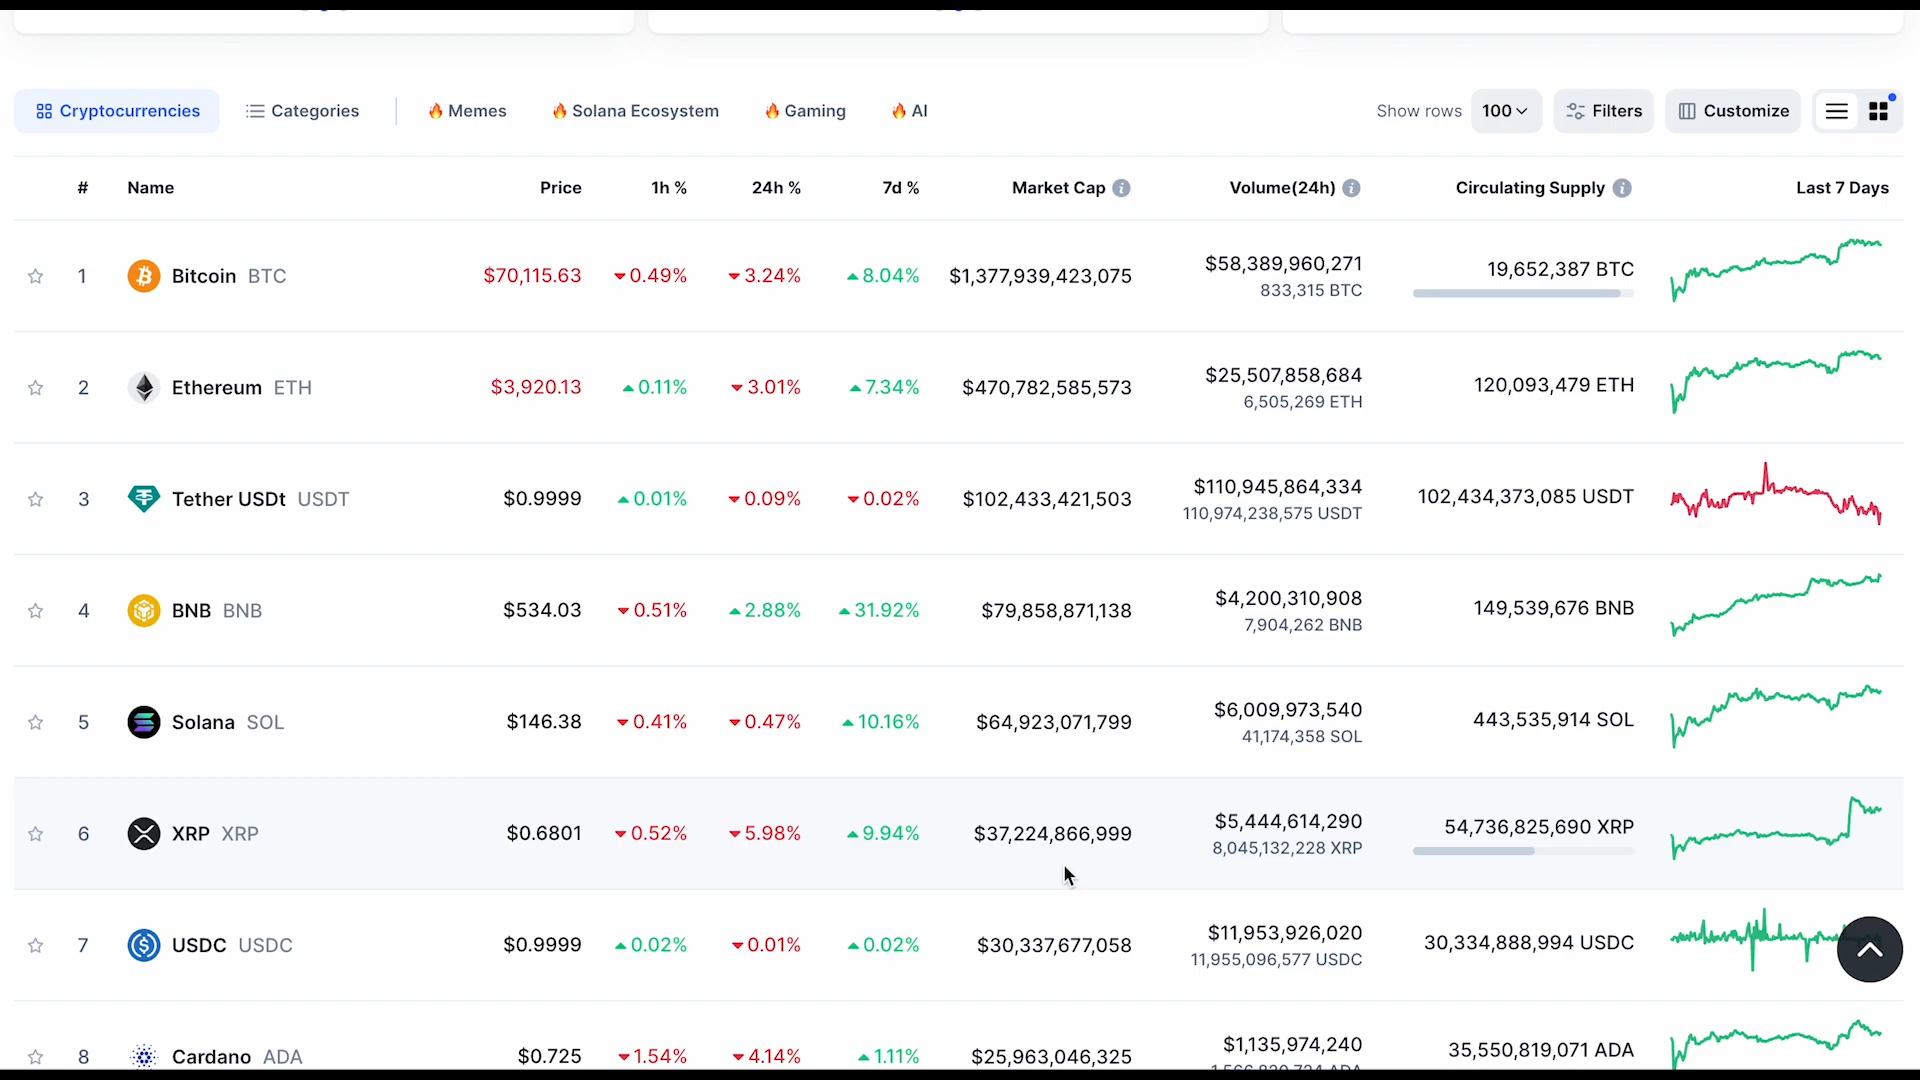 Cryptocurrencies Categories Memes Solana Ecosystem Gaming AI Show rows 100 Filters Customize
# Name Price 1h % 24h % 7d % Market Cap Volume(24h) Circulating Supply Last 7 Days
1 Bitcoin BTC $70,115.63 0.49% 3.24% 8.04% $1,377,939,423,075 $58,389,960,271 19,652,387 BTC
833,315 BTC
2 Ethereum ETH $3,920.13 0.11% 3.01% 7.34% $470,782,585,573 $25,507,858,684 120,093,479 ETH
6,505,269 ETH
3 Tether USDt USDT $0.9999 0.01% 0.09% 0.02% $102,433,421,503 $110,945,864,334 102,434,373,085 USDT
110,974,238,575 USDT
4 BNB BNB $534.03 0.51% 2.88% 31.92% $79,858,871,138 $4,200,310,908 149,539,676 BNB
7,904,262 BNB
5 Solana SOL $146.38 0.41% 0.47% 10.16% $64,923,071,799 $6,009,973,540 443,535,914 SOL
41,174,358 SOL
6 XRP XRP $0.6801 0.52% 5.98% 9.94% $37,224,866,999 $5,444,614,290 54,736,825,690 XRP
8,045,132,228 XRP
7 USDC USDC $0.9999 0.02% 0.01% 0.02% $30,337,677,058 $11,953,926,020 30,334,888,994 USDC
11,955,096,577 USDC
8 Cardano ADA $0.725 1.54% 4.14% 1.11% $25,963,046,325 $1,135,974,240 35,550,819,071 ADA